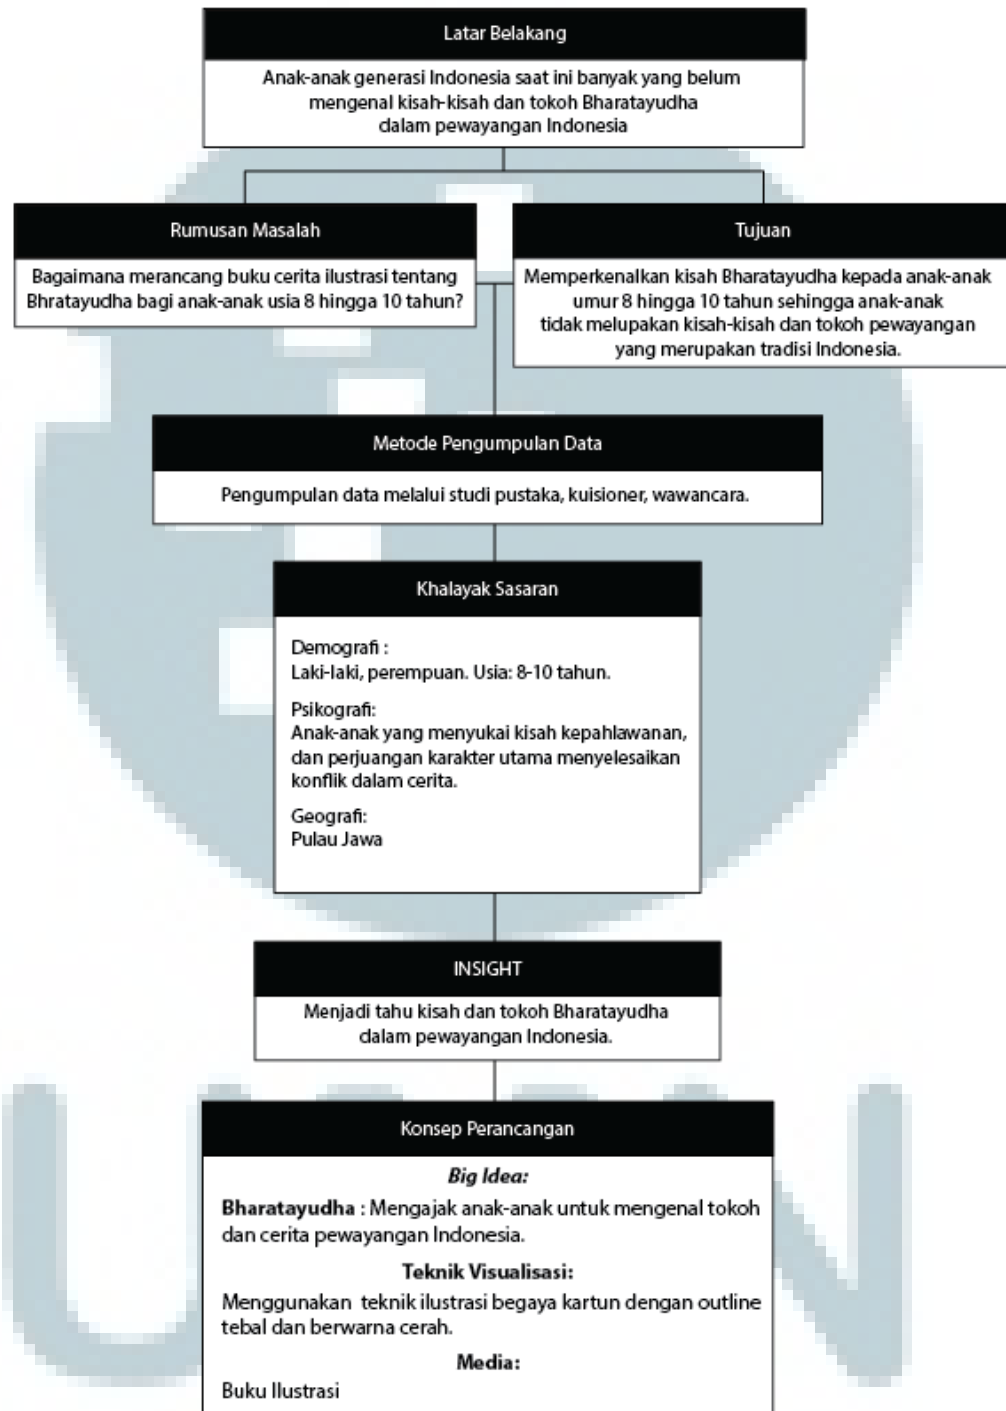 Latar Belakang
Anak-anak generasi Indonesia saat ini banyak yang belum
mengenal kisah-kisah dan tokoh Bharatayudha
dalam pewayangan Indonesia
Rumusan Masalah
Bagaimana merancang buku cerita ilustrasi tentang
Bhratayudha bagi anak-anak usia 8 hingga 10 tahun?
Tujuan
Memperkenalkan kisah Bharatayudha kepada anak-anak
umur 8 hingga 10 tahun sehingga anak-anak
tidak melupakan kisah-kisah dan tokoh pewayangan
yang merupakan tradisi Indonesia.
Metode Pengumpulan Data
Pengumpulan data melalui studi pustaka, kuisioner, wawancara.
Khalayak Sasaran
Demografi :
Laki-laki, perempuan. Usia: 8-10 tahun.
Psikografi:
Anak-anak yang menyukai kisah kepahlawanan,
dan perjuangan karakter utama menyelesaikan
konflik dalam cerita.
Geografi:
Pulau Jawa
INSIGHT
Menjadi tahu kisah dan tokoh Bharatayudha
dalam pewayangan Indonesia.
Konsep Perancangan
Big Idea:
Bharatayudha : Mengajak anak-anak untuk mengenal tokoh
dan cerita pewayangan Indonesia.
Teknik Visualisasi:
Menggunakan teknik ilustrasi begaya kartun dengan outline
tebal dan berwarna cerah.
Media:
Buku Ilustrasi